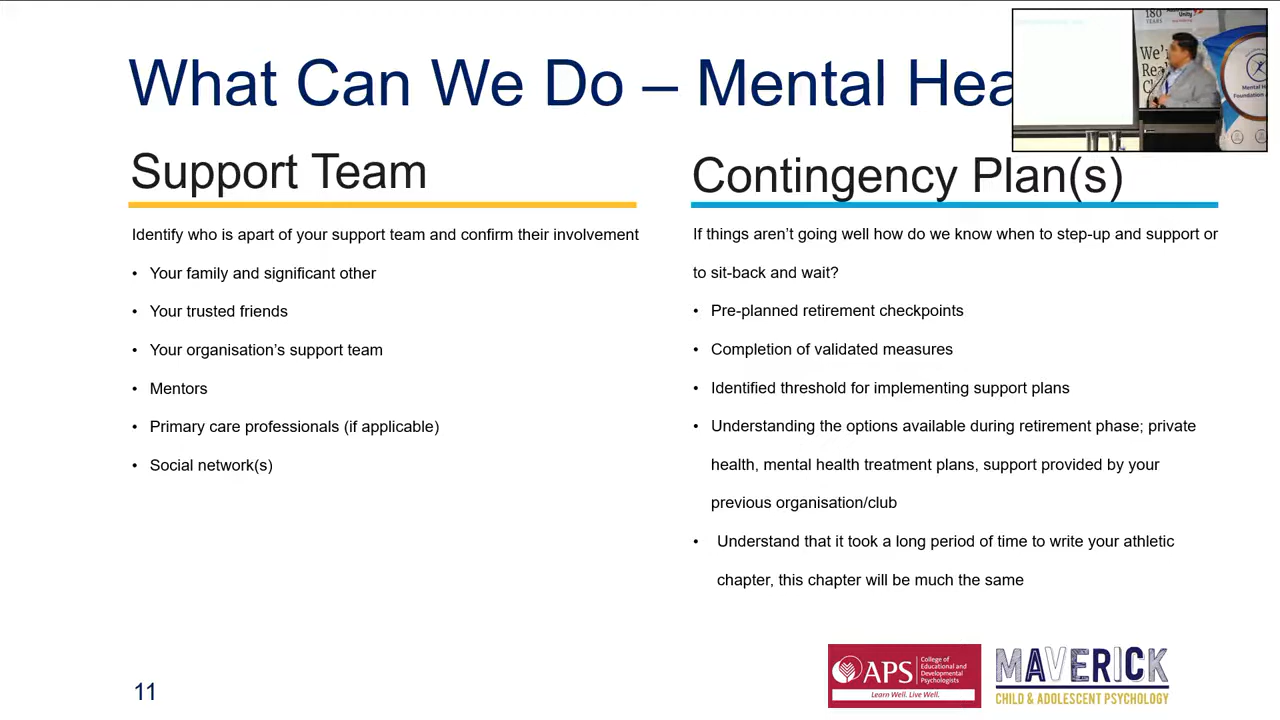 What Can We Do – Mental Hea
180
YEARS
Unity
We'
Rea
Mental H
Foundation
Support Team
Contingency Plan(s)
Identify who is apart of your support team and confirm their involvement
• Your family and significant other
• Your trusted friends
• Your organisation’s support team
• Mentors
• Primary care professionals (if applicable)
• Social network(s)
If things aren’t going well how do we know when to step-up and support or
to sit-back and wait?
• Pre-planned retirement checkpoints
• Completion of validated measures
• Identified threshold for implementing support plans
• Understanding the options available during retirement phase; private
health, mental health treatment plans, support provided by your
previous organisation/club
• Understand that it took a long period of time to write your athletic
chapter, this chapter will be much the same
11
APS
College of
Educational and
Developmental
Psychologists
Learn Well. Live Well.
MAVERICK
CHILD & ADOLESCENT PSYCHOLOGY